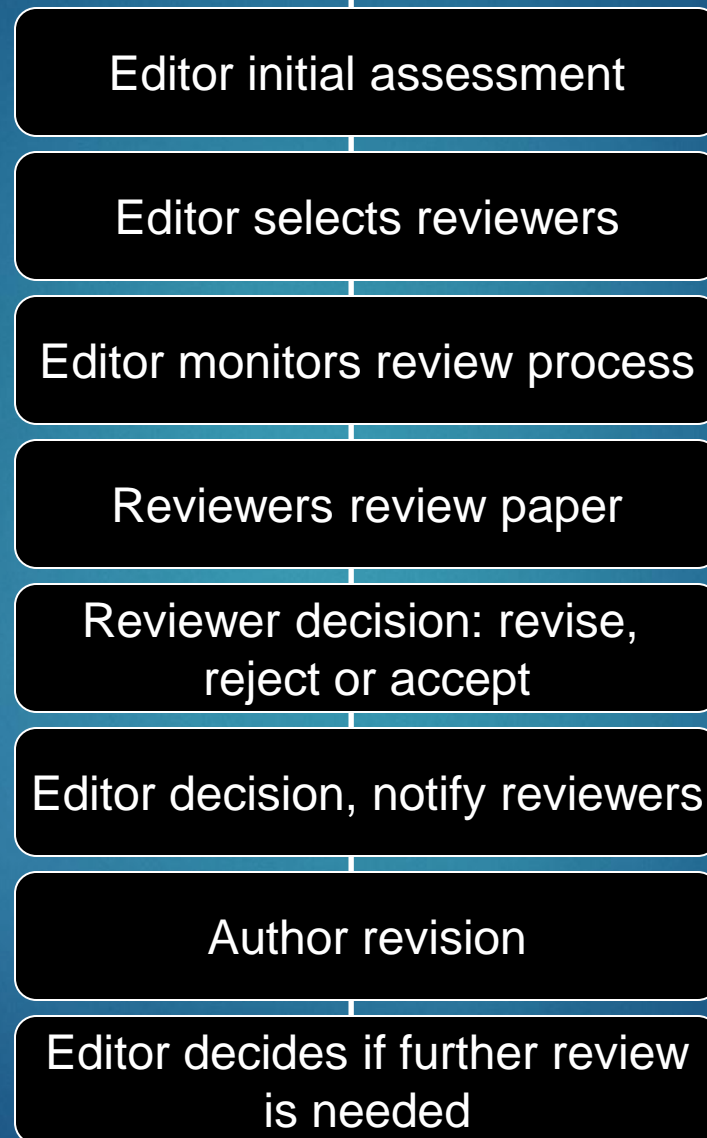 Editor initial assessment
Editor selects reviewers
Editor monitors review process
Reviewers review paper
Reviewer decision: revise,
reject or accept
Editor decision, notify reviewers
Author revision
Editor decides if further review
is needed